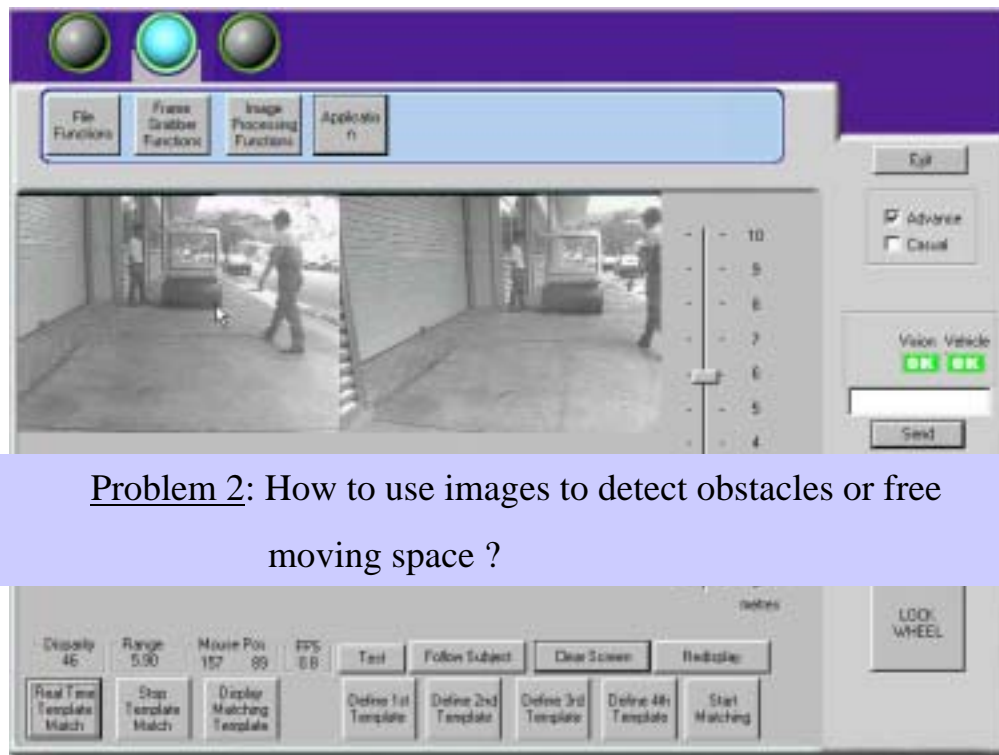 File
Functions
Frame
Grabber
Functions
Image
Processing
Functions
Applicatio
n
Exit
Advance
Casual
10
9
8
7
6
5
4
Vision Vehicle
OK OK
Send
Problem 2: How to use images to detect obstacles or free
moving space ?
metres
LOCK
WHEEL
Disparity
46
Range
5.90
Mouse Pos
157 89
FPS
0.8
Test
Follow Subject
Clear Screen
Redisplay
Real Time
Template
Match
Stop
Template
Match
Display
Matching
Template
Define 1st
Template
Define 2nd
Template
Define 3rd
Template
Define 4th
Template
Start
Matching